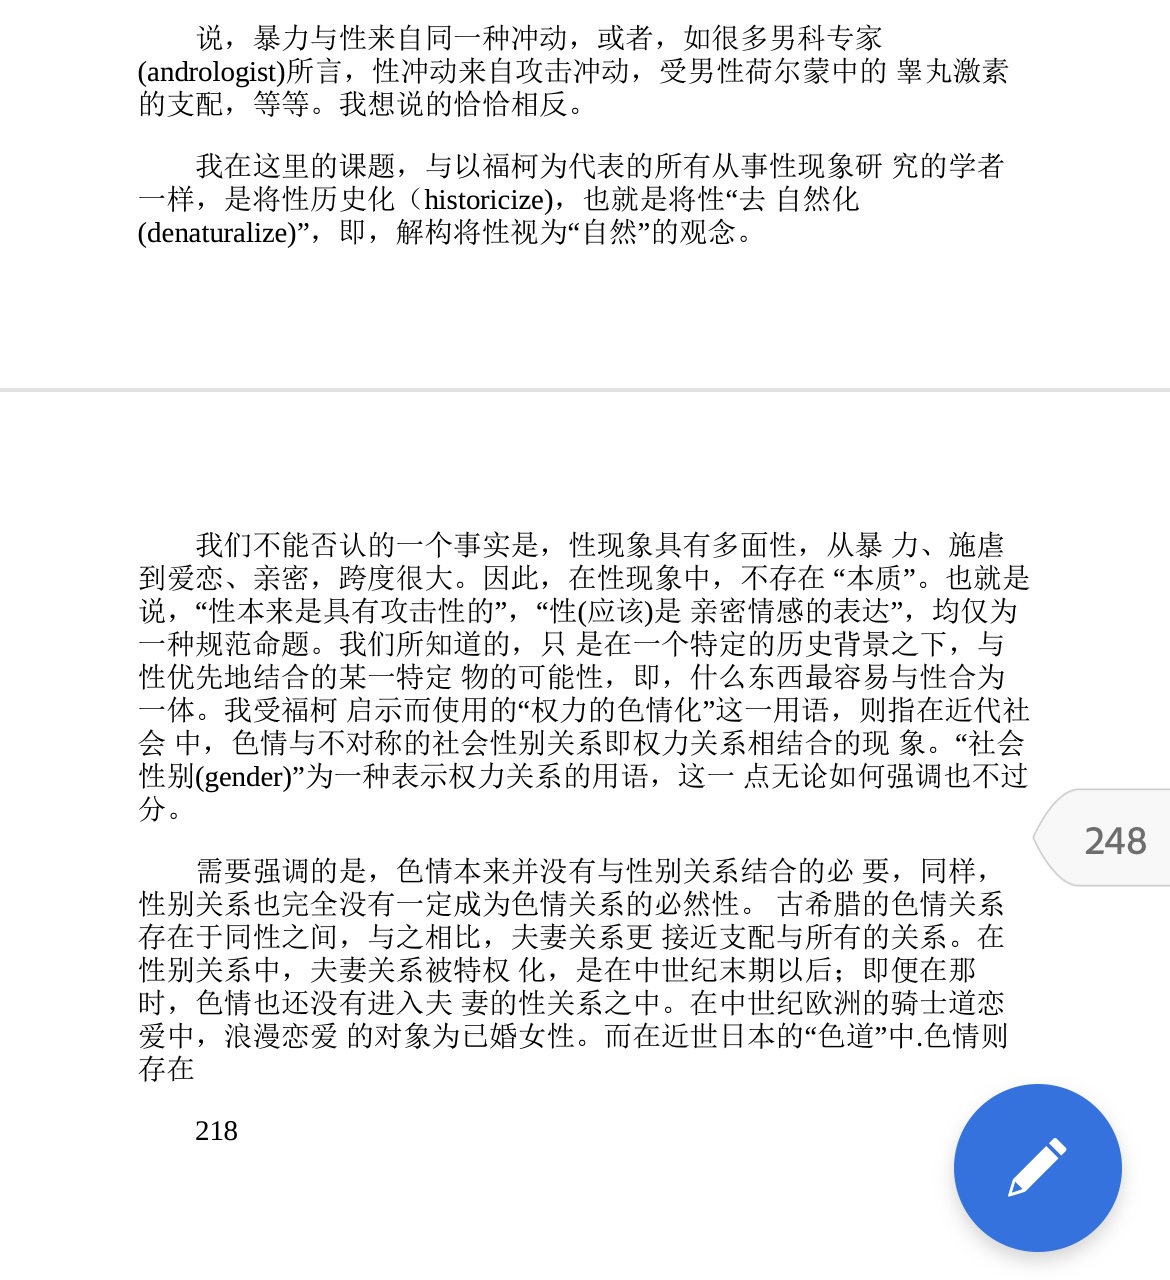 说，暴力与性来自同一种冲动，或者，如很多男科专家
(andrologist)所言，性冲动来自攻击冲动，受男性荷尔蒙中的 睾丸激素
的支配，等等。我想说的恰恰相反。
我在这里的课题，与以福柯为代表的所有从事性现象研 究的学者
一样，是将性历史化（historicize)，也就是将性“去 自然化
(denaturalize)”，即，解构将性视为“自然”的观念。
我们不能否认的一个事实是，性现象具有多面性，从暴 力、施虐
到爱恋、亲密，跨度很大。因此，在性现象中，不存在 “本质”。也就是
说，“性本来是具有攻击性的”，“性(应该)是 亲密情感的表达”，均仅为
一种规范命题。我们所知道的，只 是在一个特定的历史背景之下，与
性优先地结合的某一特定 物的可能性，即，什么东西最容易与性合为
一体。我受福柯 启示而使用的“权力的色情化”这一用语，则指在近代社
会 中，色情与不对称的社会性别关系即权力关系相结合的现 象。“社会
性别(gender)”为一种表示权力关系的用语，这一 点无论如何强调也不过
分。
248
需要强调的是，色情本来并没有与性别关系结合的必 要，同样，
性别关系也完全没有一定成为色情关系的必然性。 古希腊的色情关系
存在于同性之间，与之相比，夫妻关系更 接近支配与所有的关系。在
性别关系中，夫妻关系被特权 化，是在中世纪末期以后；即便在那
时，色情也还没有进入夫 妻的性关系之中。在中世纪欧洲的骑士道恋
爱中，浪漫恋爱 的对象为已婚女性。而在近世日本的“色道”中.色情则
存在
218